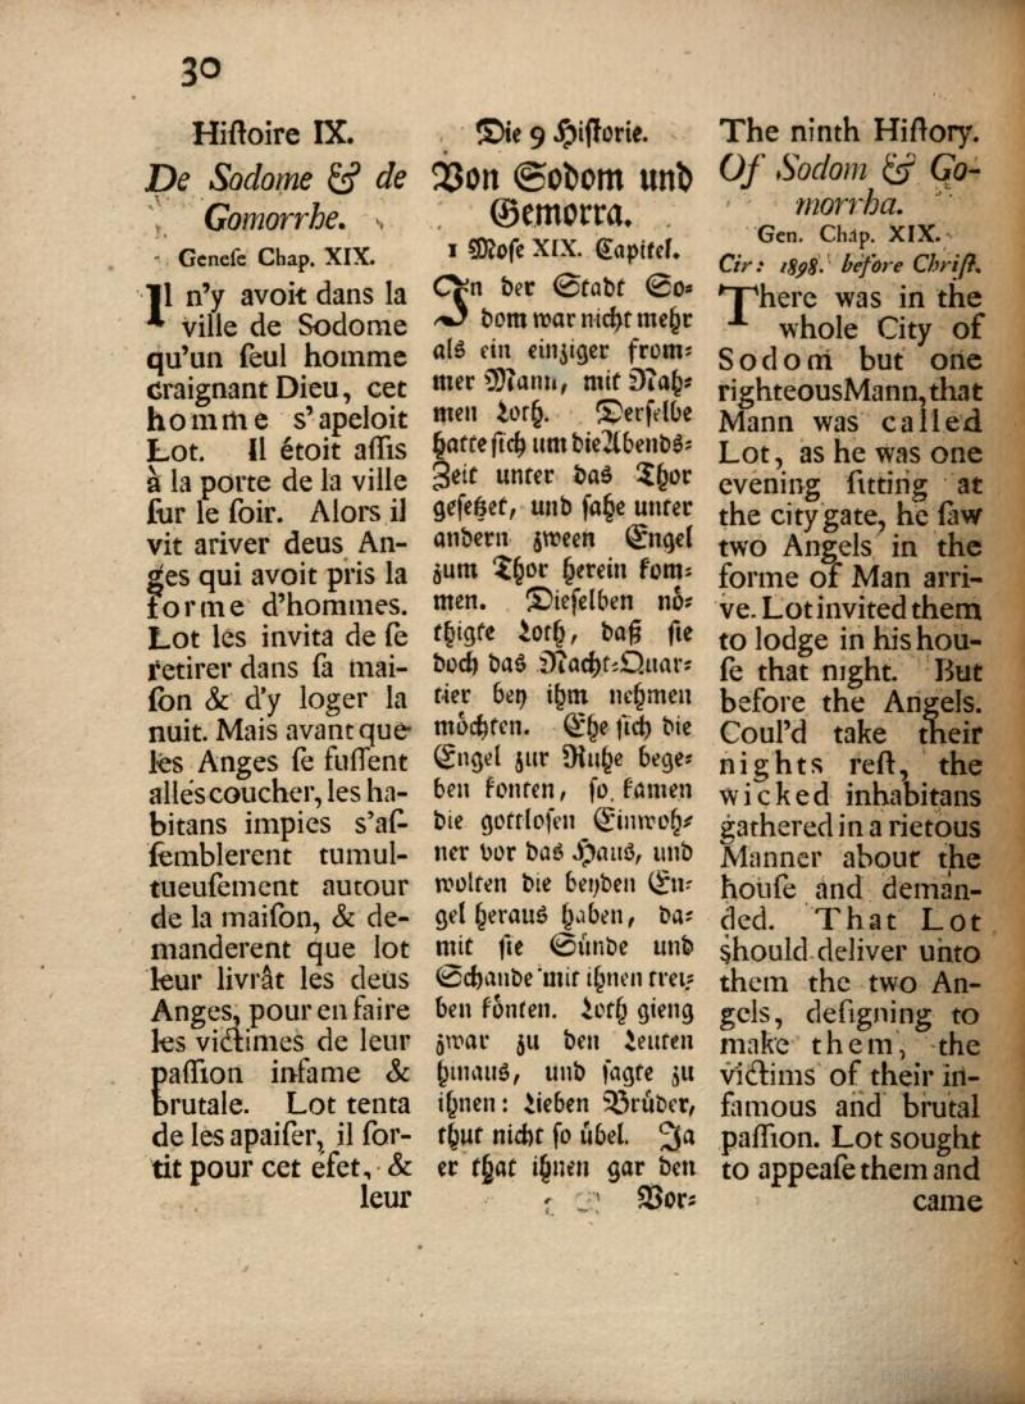 30
Hiſtoire IX.
De Sodome & de
Gomorrhe.
Geneſe Chap. XIX.
Il n'y avoit dans la
ville de Sodome
qu'un ſeul homme
craignant Dieu, cet
homme s'apeloit
Lot. Il étoit aſſis
à la porte de la ville
ſur le ſoir. Alors il
vit ariver deus An-
ges qui avoit pris la
forme d'hommes.
Lot les invita de ſe
retirer dans ſa mai-
ſon & d'y loger la
nuit. Mais avant que
les Anges ſe fuſſent
allés coucher, les ha-
bitans impies s'aſ-
ſemblerent tumul-
tueuſement autour
de la maiſon, & de-
manderent que lot
leur livrât les deus
Anges, pour en faire
les victimes de leur
paſſion infame &
brutale. Lot tenta
de les apaiſer, il ſor-
tit pour cet éfet, &
leur
Die 9 Hiſtorie.
Von Sodom und
Gemorra.
1 Moſe XIX. Capitel.
In der Stadt So-
dom war nicht mehr
als ein einziger from-
mer Mann, mit Nah-
men Loth. Derſelbe
hatte ſich um die Abends-
Zeit unter das Thor
geſetzet, und ſahe unter
andern zween Engel
zum Thor herein kom-
men. Dieſelben nö-
thigte Loth, daß ſie
doch das Nacht-Quar-
tier bey ihm nehmen
möchten. Ehe ſich die
Engel zur Ruhe bege-
ben konten, ſo kamen
die gottloſen Einwoh-
ner vor das Haus, und
wolten die beyden En-
gel heraus haben, da-
mit ſie Sünde und
Schande mit ihnen trei-
ben könten. Loth gieng
zwar zu den Leuten
hinaus, und ſagte zu
ihnen: Lieben Brüder,
thut nicht ſo übel. Ja
er that ihnen gar den
Vor-
The ninth Hiſtory.
Of Sodom & Go-
morrha.
Gen. Chap. XIX.
Cir: 1898. before Chriſt.
There was in the
whole City of
Sodom but one
righteous Mann, that
Mann was called
Lot, as he was one
evening ſitting at
the city gate, he ſaw
two Angels in the
forme of Man arri-
ve. Lot invited them
to lodge in his hou-
ſe that night. But
before the Angels.
Coul'd take their
nights reſt, the
wicked inhabitans
gathered in a rietous
Manner about the
houſe and deman-
ded. That Lot
should deliver unto
them the two An-
gels, deſigning to
make them, the
victims of their in-
famous and brutal
paſſion. Lot sought
to appeaſe them and
came